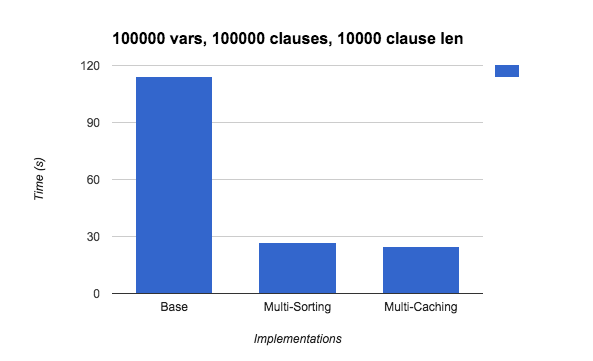 100000 vars, 100000 clauses, 10000 clause len
120
90
60
30
0
Time (s)
Base
Multi-Sorting
Multi-Caching
Implementations